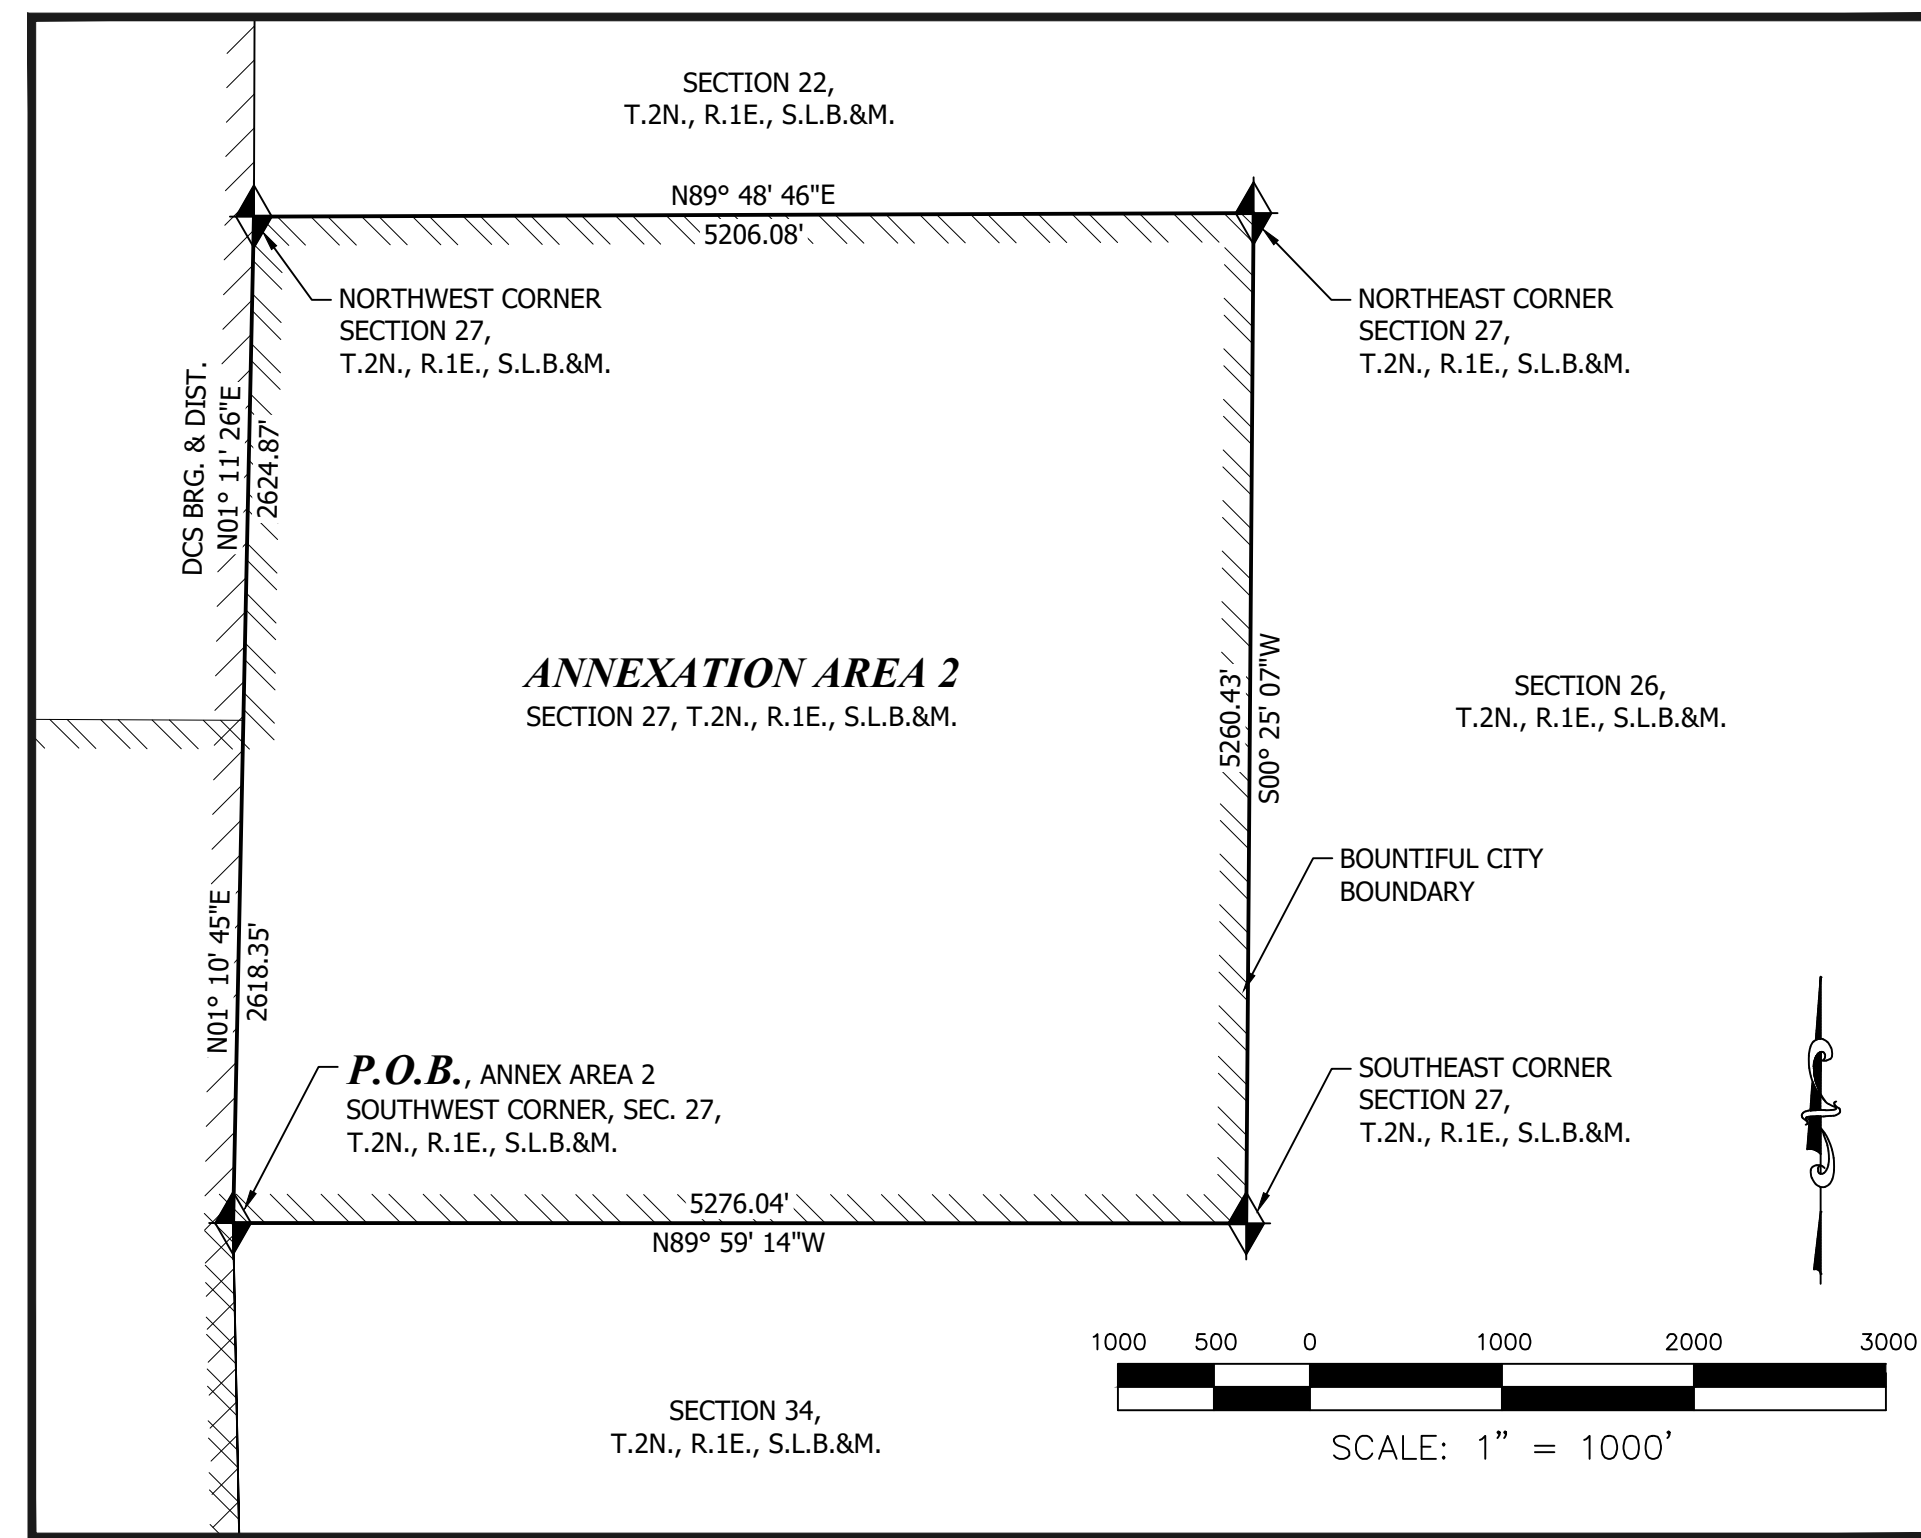 SECTION 22,
T.2N., R.1E., S.L.B.&M.
N89° 48' 46"E
5206.08'
NORTHWEST CORNER
SECTION 27,
T.2N., R.1E., S.L.B.&M.
NORTHEAST CORNER
SECTION 27,
T.2N., R.1E., S.L.B.&M.
DCS BRG. & DIST.
N01° 11' 26"E
2624.87'
ANNEXATION AREA 2
SECTION 27, T.2N., R.1E., S.L.B.&M.
5260.43'
S00° 25' 07"W
SECTION 26,
T.2N., R.1E., S.L.B.&M.
BOUNTIFUL CITY
BOUNDARY
N01° 10' 45"E
2618.35'
P.O.B., ANNEX AREA 2
SOUTHWEST CORNER, SEC. 27,
T.2N., R.1E., S.L.B.&M.
SOUTHEAST CORNER
SECTION 27,
T.2N., R.1E., S.L.B.&M.
5276.04'
N89° 59' 14"W
1000 500 0 1000 2000 3000
SCALE: 1" = 1000'
SECTION 34,
T.2N., R.1E., S.L.B.&M.